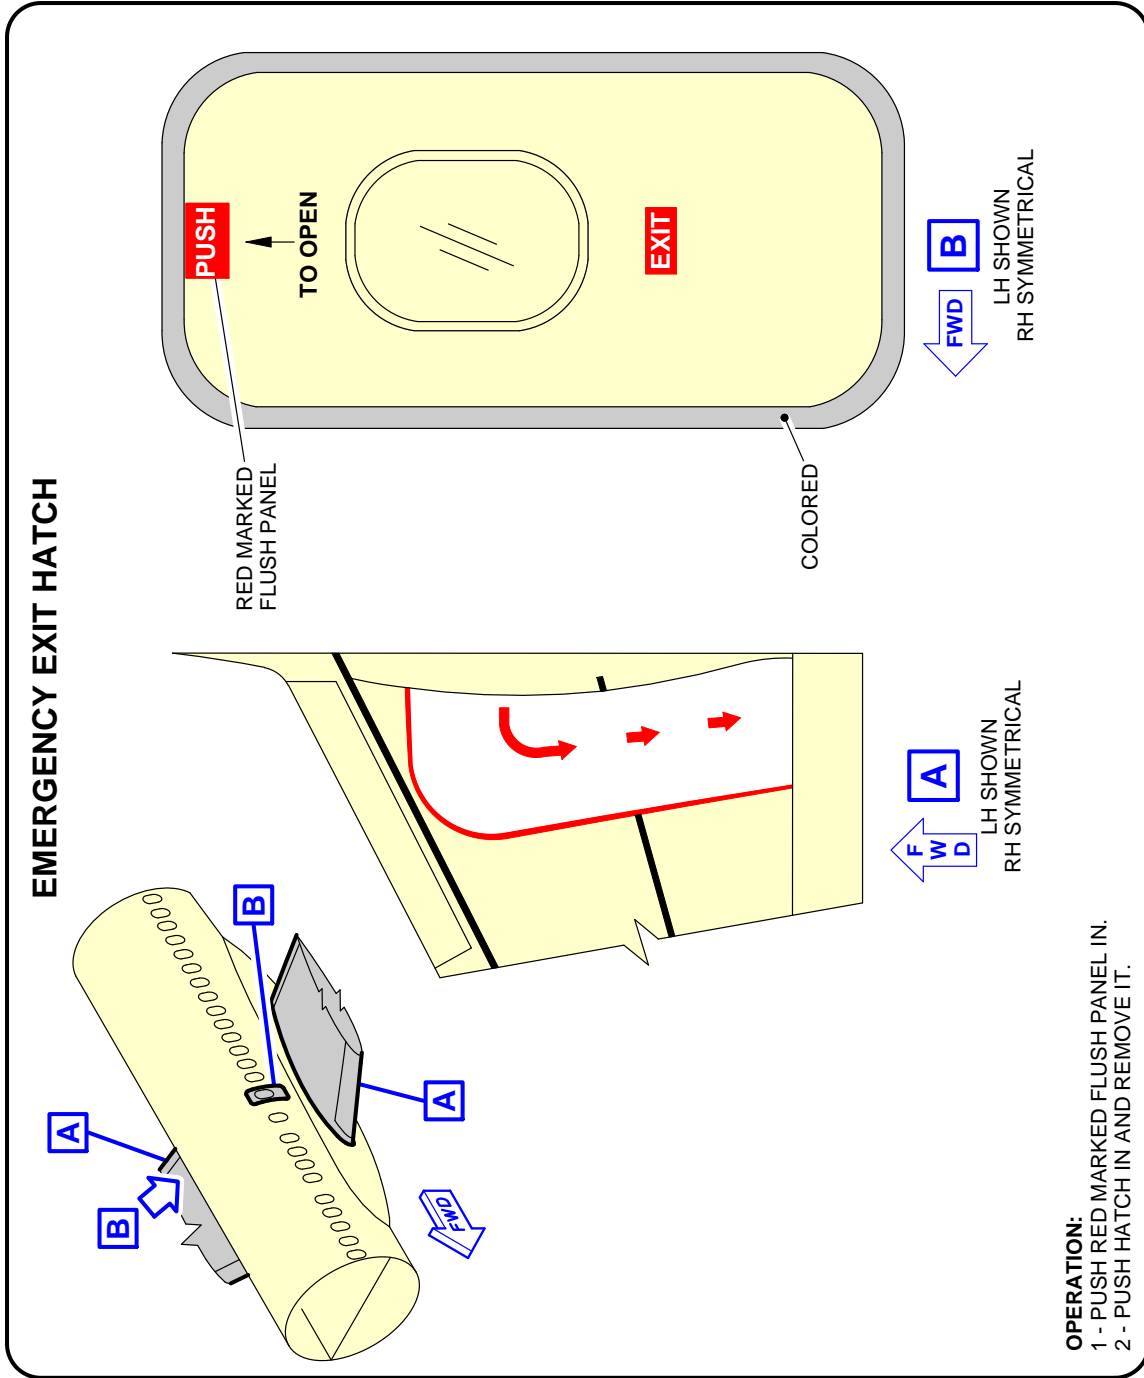 EMERGENCY EXIT HATCH
A
B
B
A
FWD
FWD
A
LH SHOWN
RH SYMMETRICAL
RED MARKED
FLUSH PANEL
PUSH
TO OPEN
EXIT
COLORED
FWD
B
LH SHOWN
RH SYMMETRICAL
OPERATION:
1 - PUSH RED MARKED FLUSH PANEL IN.
2 - PUSH HATCH IN AND REMOVE IT.